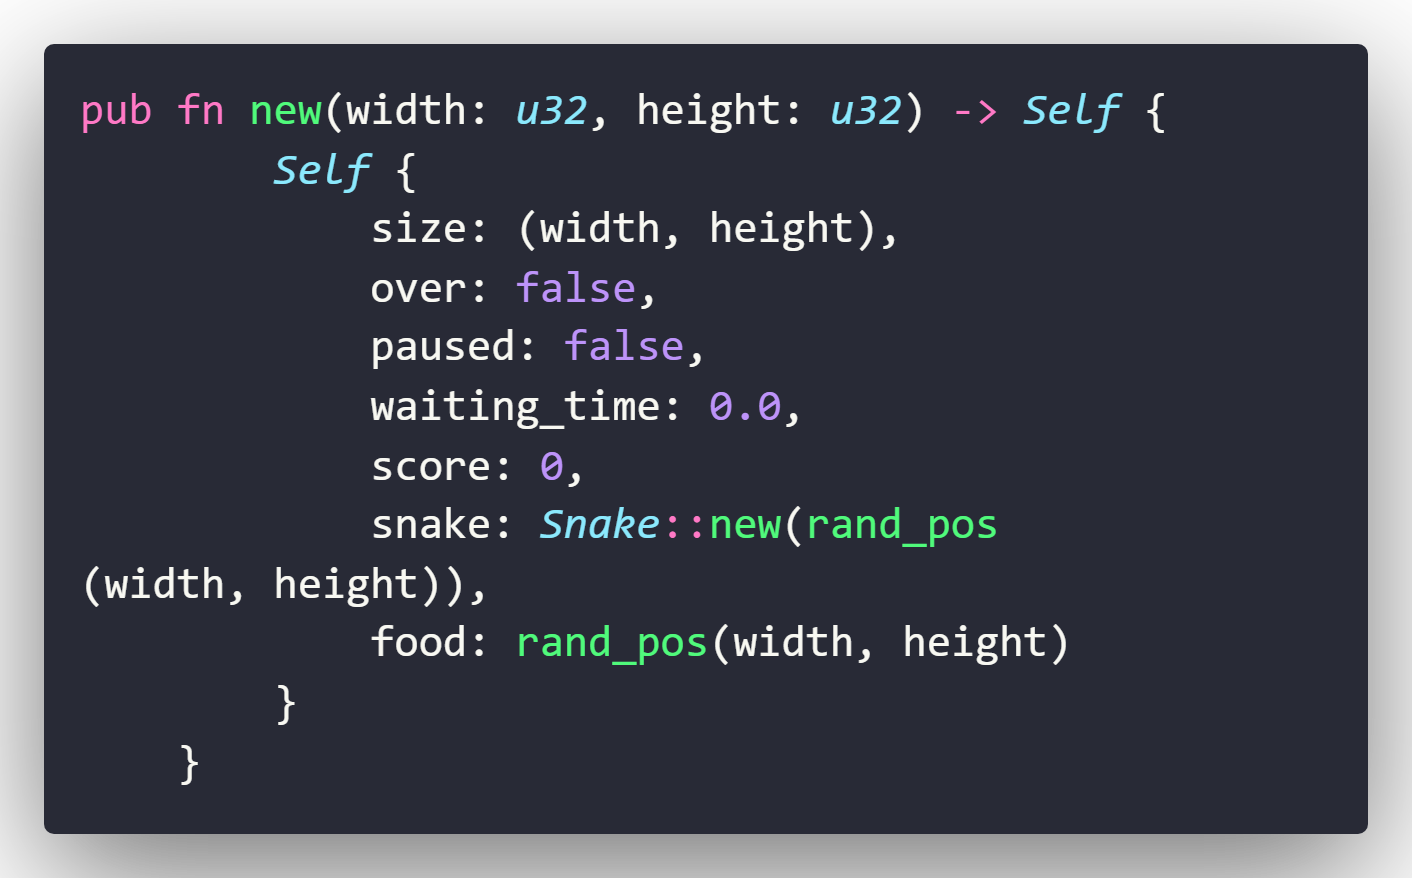 pub fn new(width: u32, height: u32) -> Self {
        Self {
            size: (width, height),
            over: false,
            paused: false,
            waiting_time: 0.0,
            score: 0,
            snake: Snake::new(rand_pos
(width, height)),
            food: rand_pos(width, height)
        }
    }